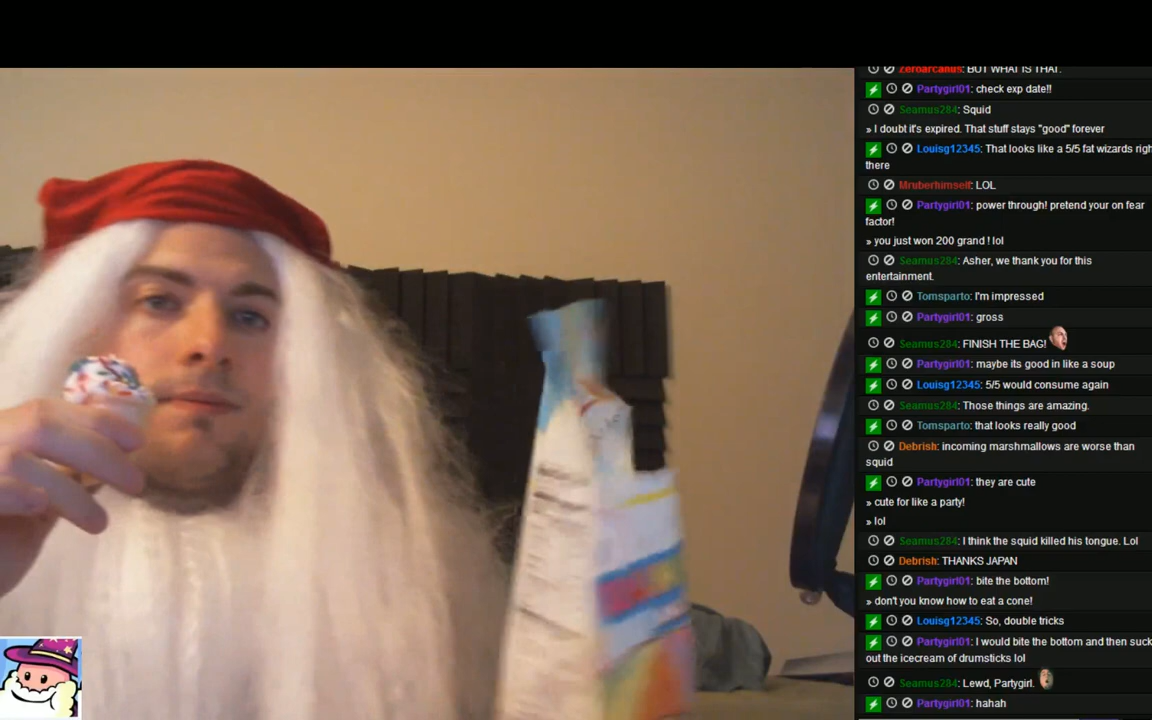 Zeroarcanus: BUT WHAT IS THAT.
Partygirl01: check exp date!!
Seamus284: Squid
» I doubt it's expired. That stuff stays "good" forever
Louisg12345: That looks like a 5/5 fat wizards righ
there
Mruberhimself: LOL
Partygirl01: power through! pretend your on fear
factor!
» you just won 200 grand ! lol
Seamus284: Asher, we thank you for this
entertainment.
Tomsparto: I'm impressed
Partygirl01: gross
Seamus284: FINISH THE BAG!
Partygirl01: maybe its good in like a soup
Louisg12345: 5/5 would consume again
Seamus284: Those things are amazing.
Tomsparto: that looks really good
Debrish: incoming marshmallows are worse than
squid
Partygirl01: they are cute
» cute for like a party!
» lol
Seamus284: I think the squid killed his tongue. Lol
Debrish: THANKS JAPAN
Partygirl01: bite the bottom!
» don't you know how to eat a cone!
Louisg12345: So, double tricks
Partygirl01: I would bite the bottom and then suck
out the icecream of drumsticks lol
Seamus284: Lewd, Partygirl.
Partygirl01: hahah